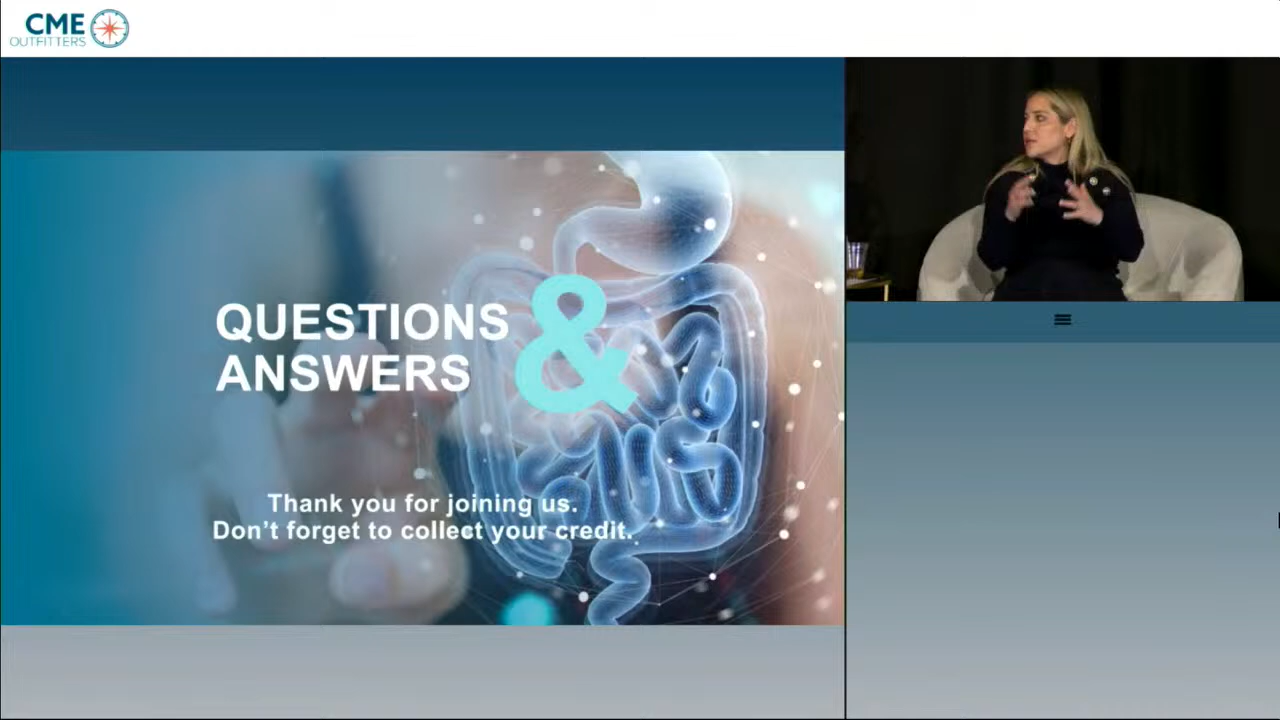 CME
OUTFITTERS
QUESTIONS &
ANSWERS
Thank you for joining us.
Don’t forget to collect your credit.